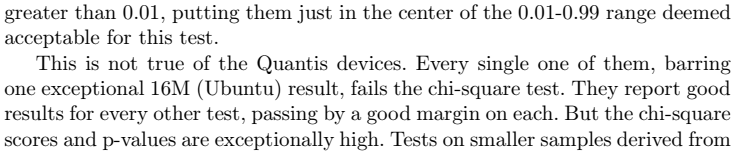 greater than 0.01, putting them just in the center of the 0.01-0.99 range deemed
acceptable for this test.
This is not true of the Quantis devices. Every single one of them, barring
one exceptional 16M (Ubuntu) result, fails the chi-square test. They report good
results for every other test, passing by a good margin on each. But the chi-square
scores and p-values are exceptionally high. Tests on smaller samples derived from